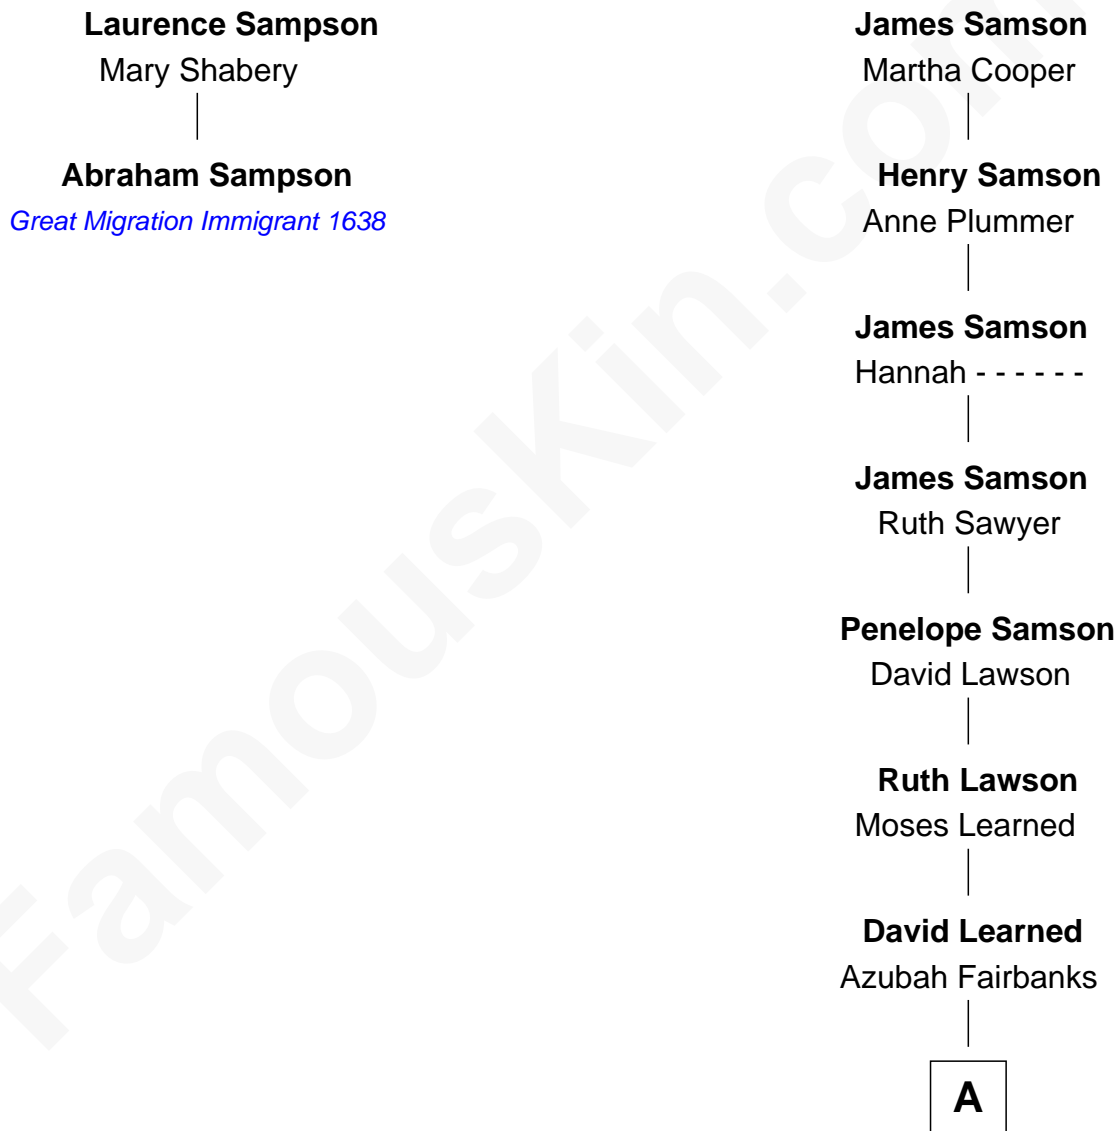 Laurence Sampson
Mary Shabery
Abraham Sampson
Great Migration Immigrant 1638
James Samson
Martha Cooper
Henry Samson
Anne Plummer
James Samson
Hannah - - - - - -
James Samson
Ruth Sawyer
Penelope Samson
David Lawson
Ruth Lawson
Moses Learned
David Learned
Azubah Fairbanks
A
FamousKin.com